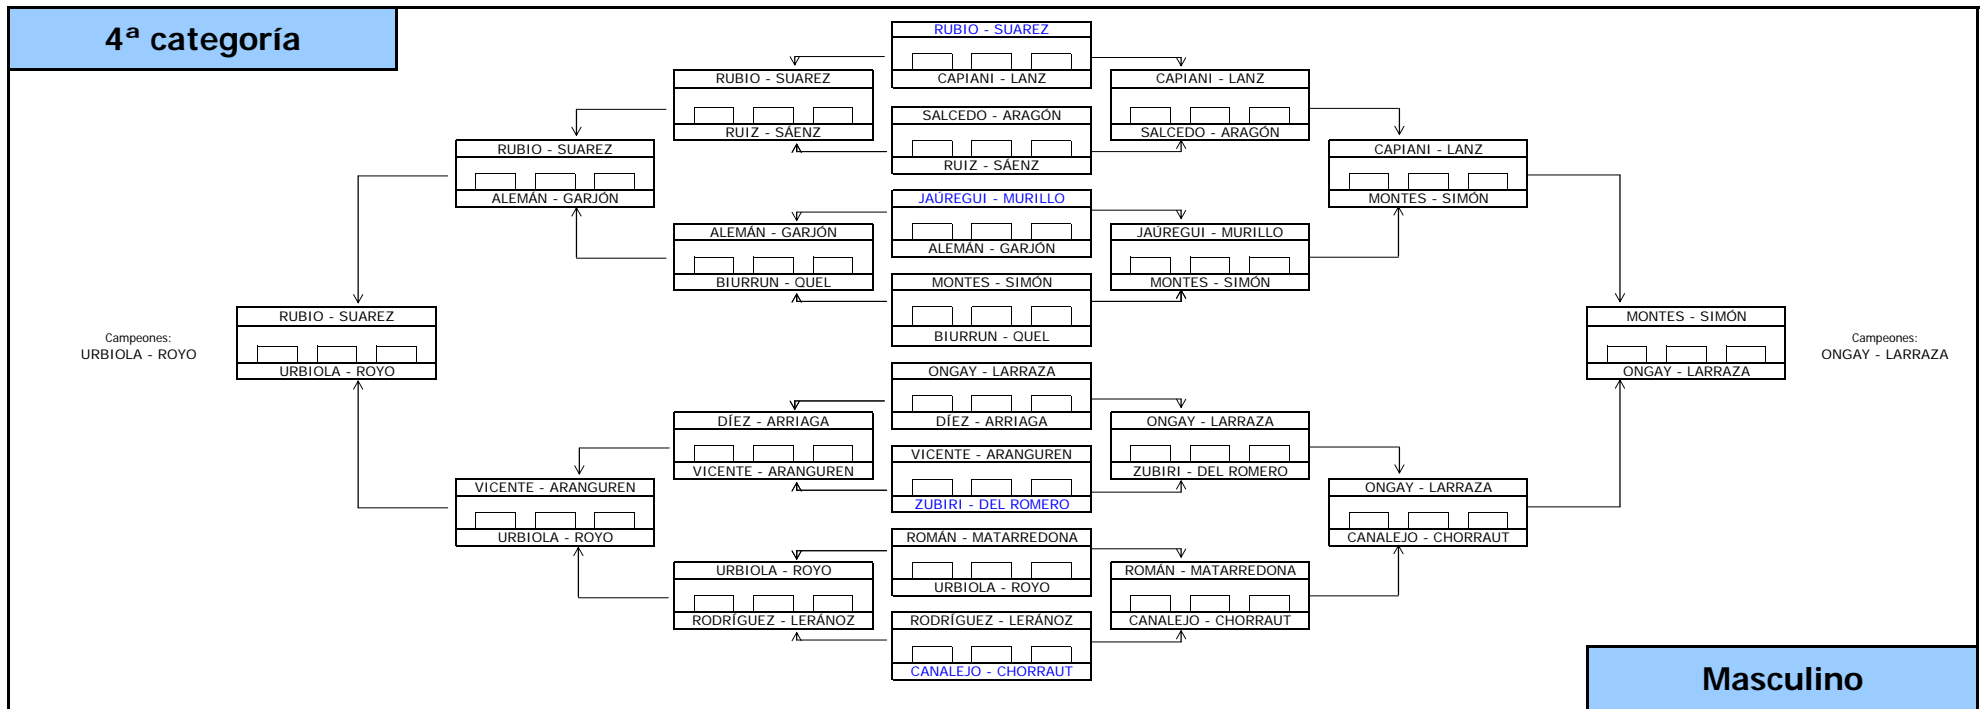 4ª categoría
RUBIO - SUAREZ
CAPIANI - LANZ
SALCEDO - ARAGÓN
RUIZ - SÁENZ
JAÚREGUI - MURILLO
ALEMÁN - GARJÓN
MONTES - SIMÓN
BIURRUN - QUEL
ONGAY - LARRAZA
DÍEZ - ARRIAGA
VICENTE - ARANGUREN
ZUBIRI - DEL ROMERO
ROMÁN - MATARREDONA
URBIOLA - ROYO
RODRÍGUEZ - LERÁNOZ
CANALEJO - CHORRAUT
RUBIO - SUAREZ
RUIZ - SÁENZ
ALEMÁN - GARJÓN
BIURRUN - QUEL
DÍEZ - ARRIAGA
VICENTE - ARANGUREN
URBIOLA - ROYO
RODRÍGUEZ - LERÁNOZ
RUBIO - SUAREZ
ALEMÁN - GARJÓN
VICENTE - ARANGUREN
URBIOLA - ROYO
RUBIO - SUAREZ
URBIOLA - ROYO
Campeones:
URBIOLA - ROYO
CAPIANI - LANZ
SALCEDO - ARAGÓN
JAÚREGUI - MURILLO
MONTES - SIMÓN
ONGAY - LARRAZA
ZUBIRI - DEL ROMERO
ROMÁN - MATARREDONA
CANALEJO - CHORRAUT
CAPIANI - LANZ
MONTES - SIMÓN
ONGAY - LARRAZA
CANALEJO - CHORRAUT
MONTES - SIMÓN
ONGAY - LARRAZA
Campeones:
ONGAY - LARRAZA
Masculino